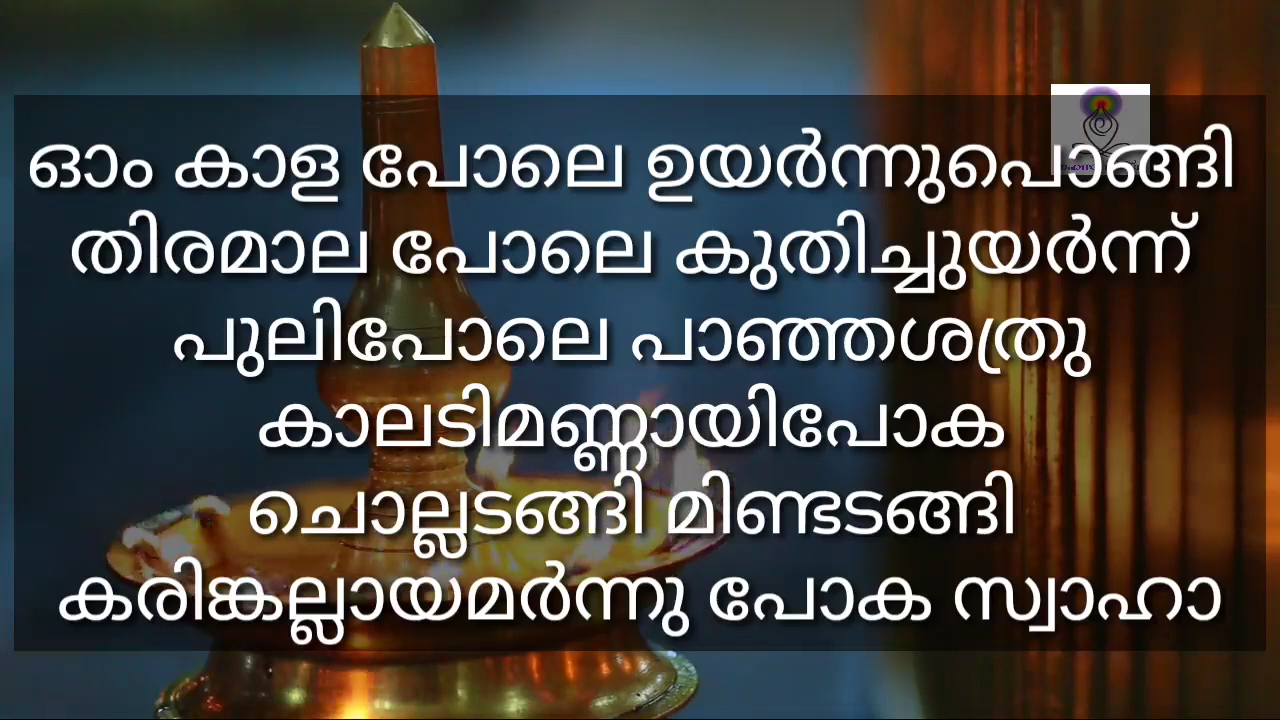 ഓം കാള പോലെ ഉയർന്നുപൊങ്ങി
തിരമാല പോലെ കുതിച്ചുയർന്ന്
പുലിപോലെ പാഞ്ഞശത്രു
കാലടിമണ്ണായിപോക
ചൊല്ലടങ്ങി മിണ്ടടങ്ങി
കരിങ്കല്ലായമർന്നു പോക സ്വാഹാ